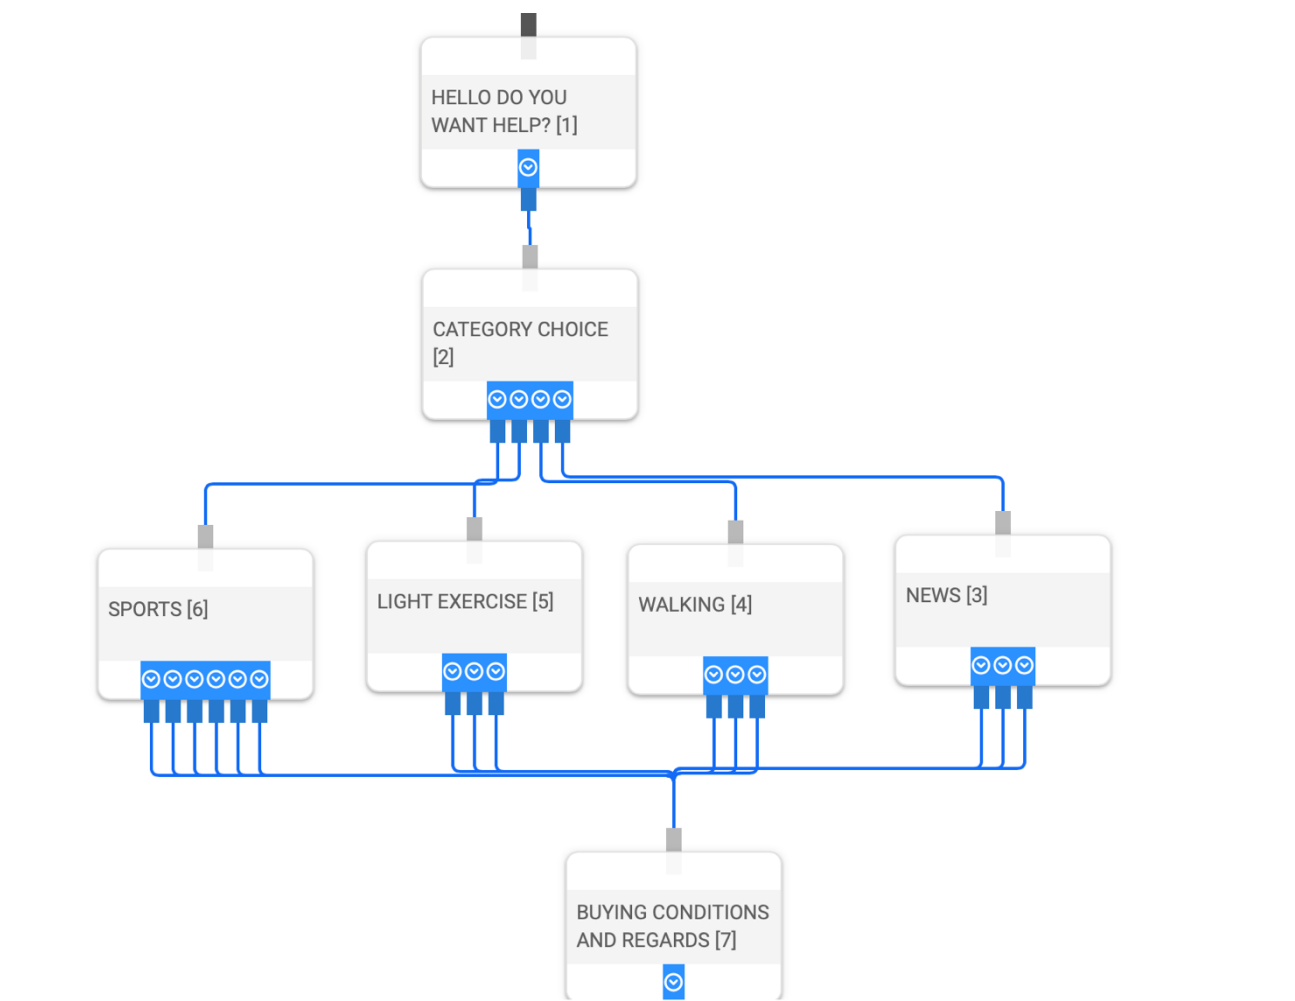 HELLO DO YOU
WANT HELP? [1]
CATEGORY CHOICE
[2]
SPORTS [6]
LIGHT EXERCISE [5]
WALKING [4]
NEWS [3]
BUYING CONDITIONS
AND REGARDS [7]